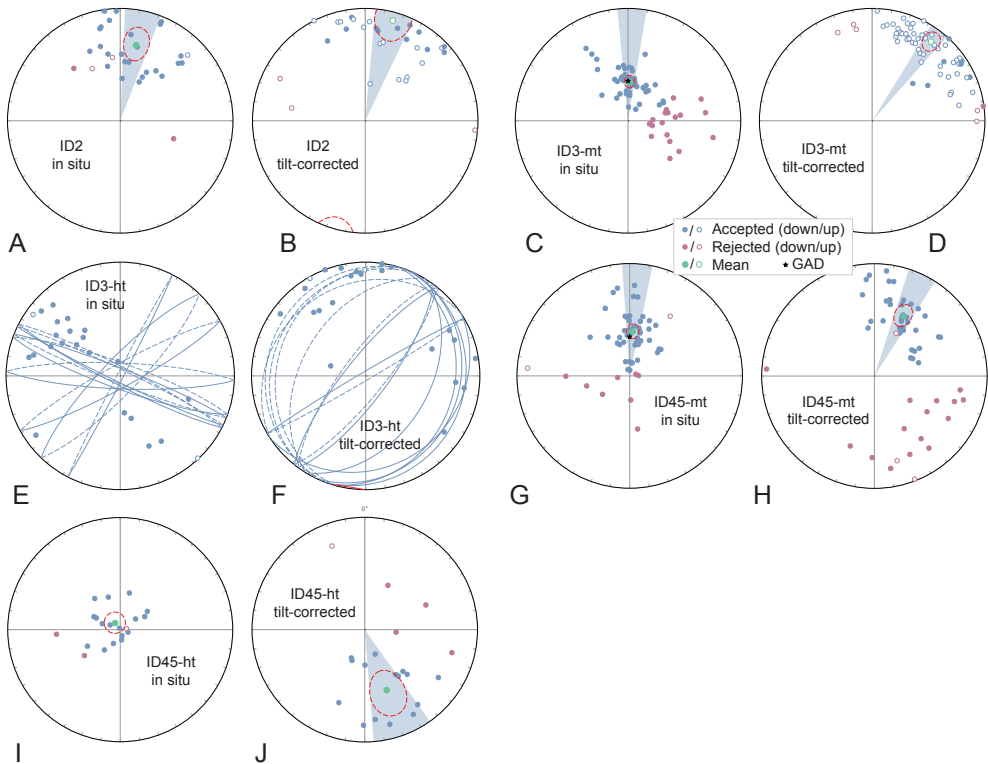 ID2
in situ
A
ID2
tilt-corrected
B
ID3-mt
in situ
C
ID3-mt
tilt-corrected
D
/ Accepted (down/up)
/ Rejected (down/up)
/ Mean GAD
ID3-ht
in situ
E
ID3-ht
tilt-corrected
F
ID45-mt
in situ
G
ID45-mt
tilt-corrected
H
ID45-ht
in situ
I
0°
ID45-ht
tilt-corrected
J